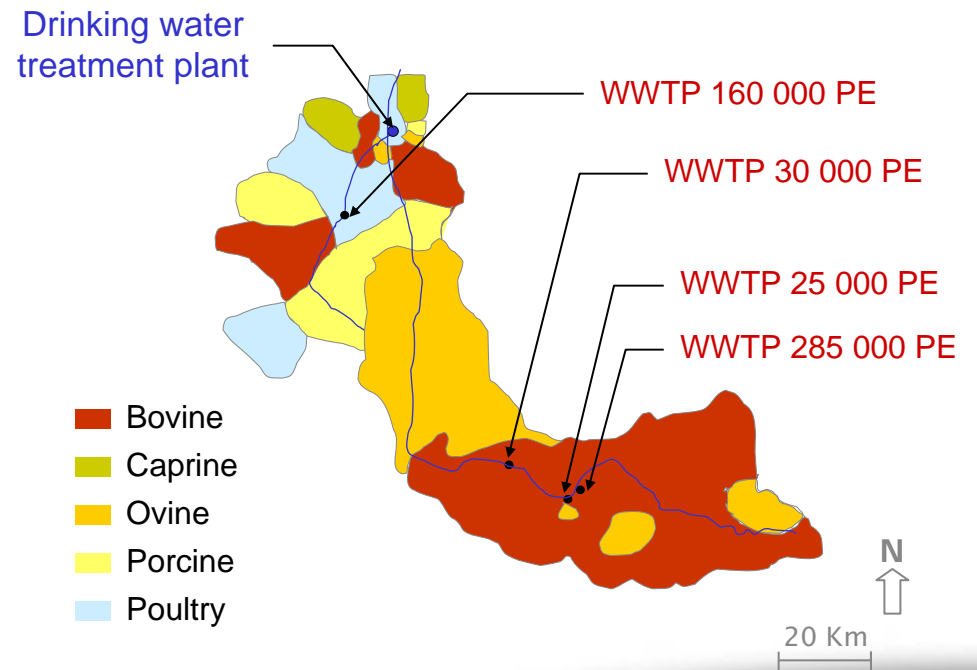 Drinking water
treatment plant
WWTP 160 000 PE
WWTP 30 000 PE
WWTP 25 000 PE
WWTP 285 000 PE
Bovine
Caprine
Ovine
Porcine
Poultry
N
20 Km